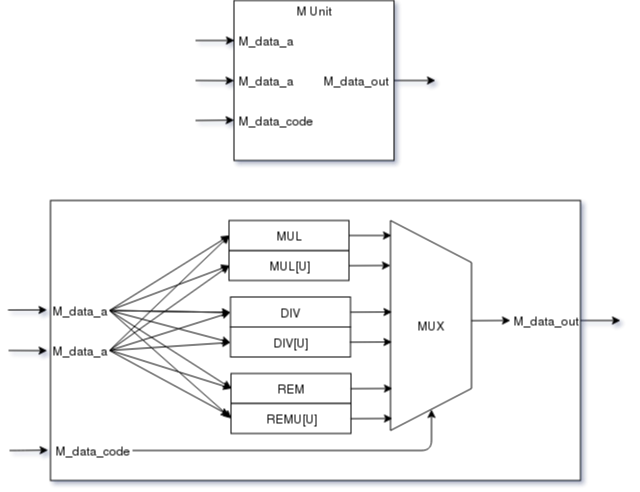 M Unit
M_data_a
M_data_a M_data_out
M_data_code
MUL
MUL[U]
DIV
M_data_a
M_data_out
MUX
DIV[U]
M_data_a
REM
REMU[U]
M_data_code